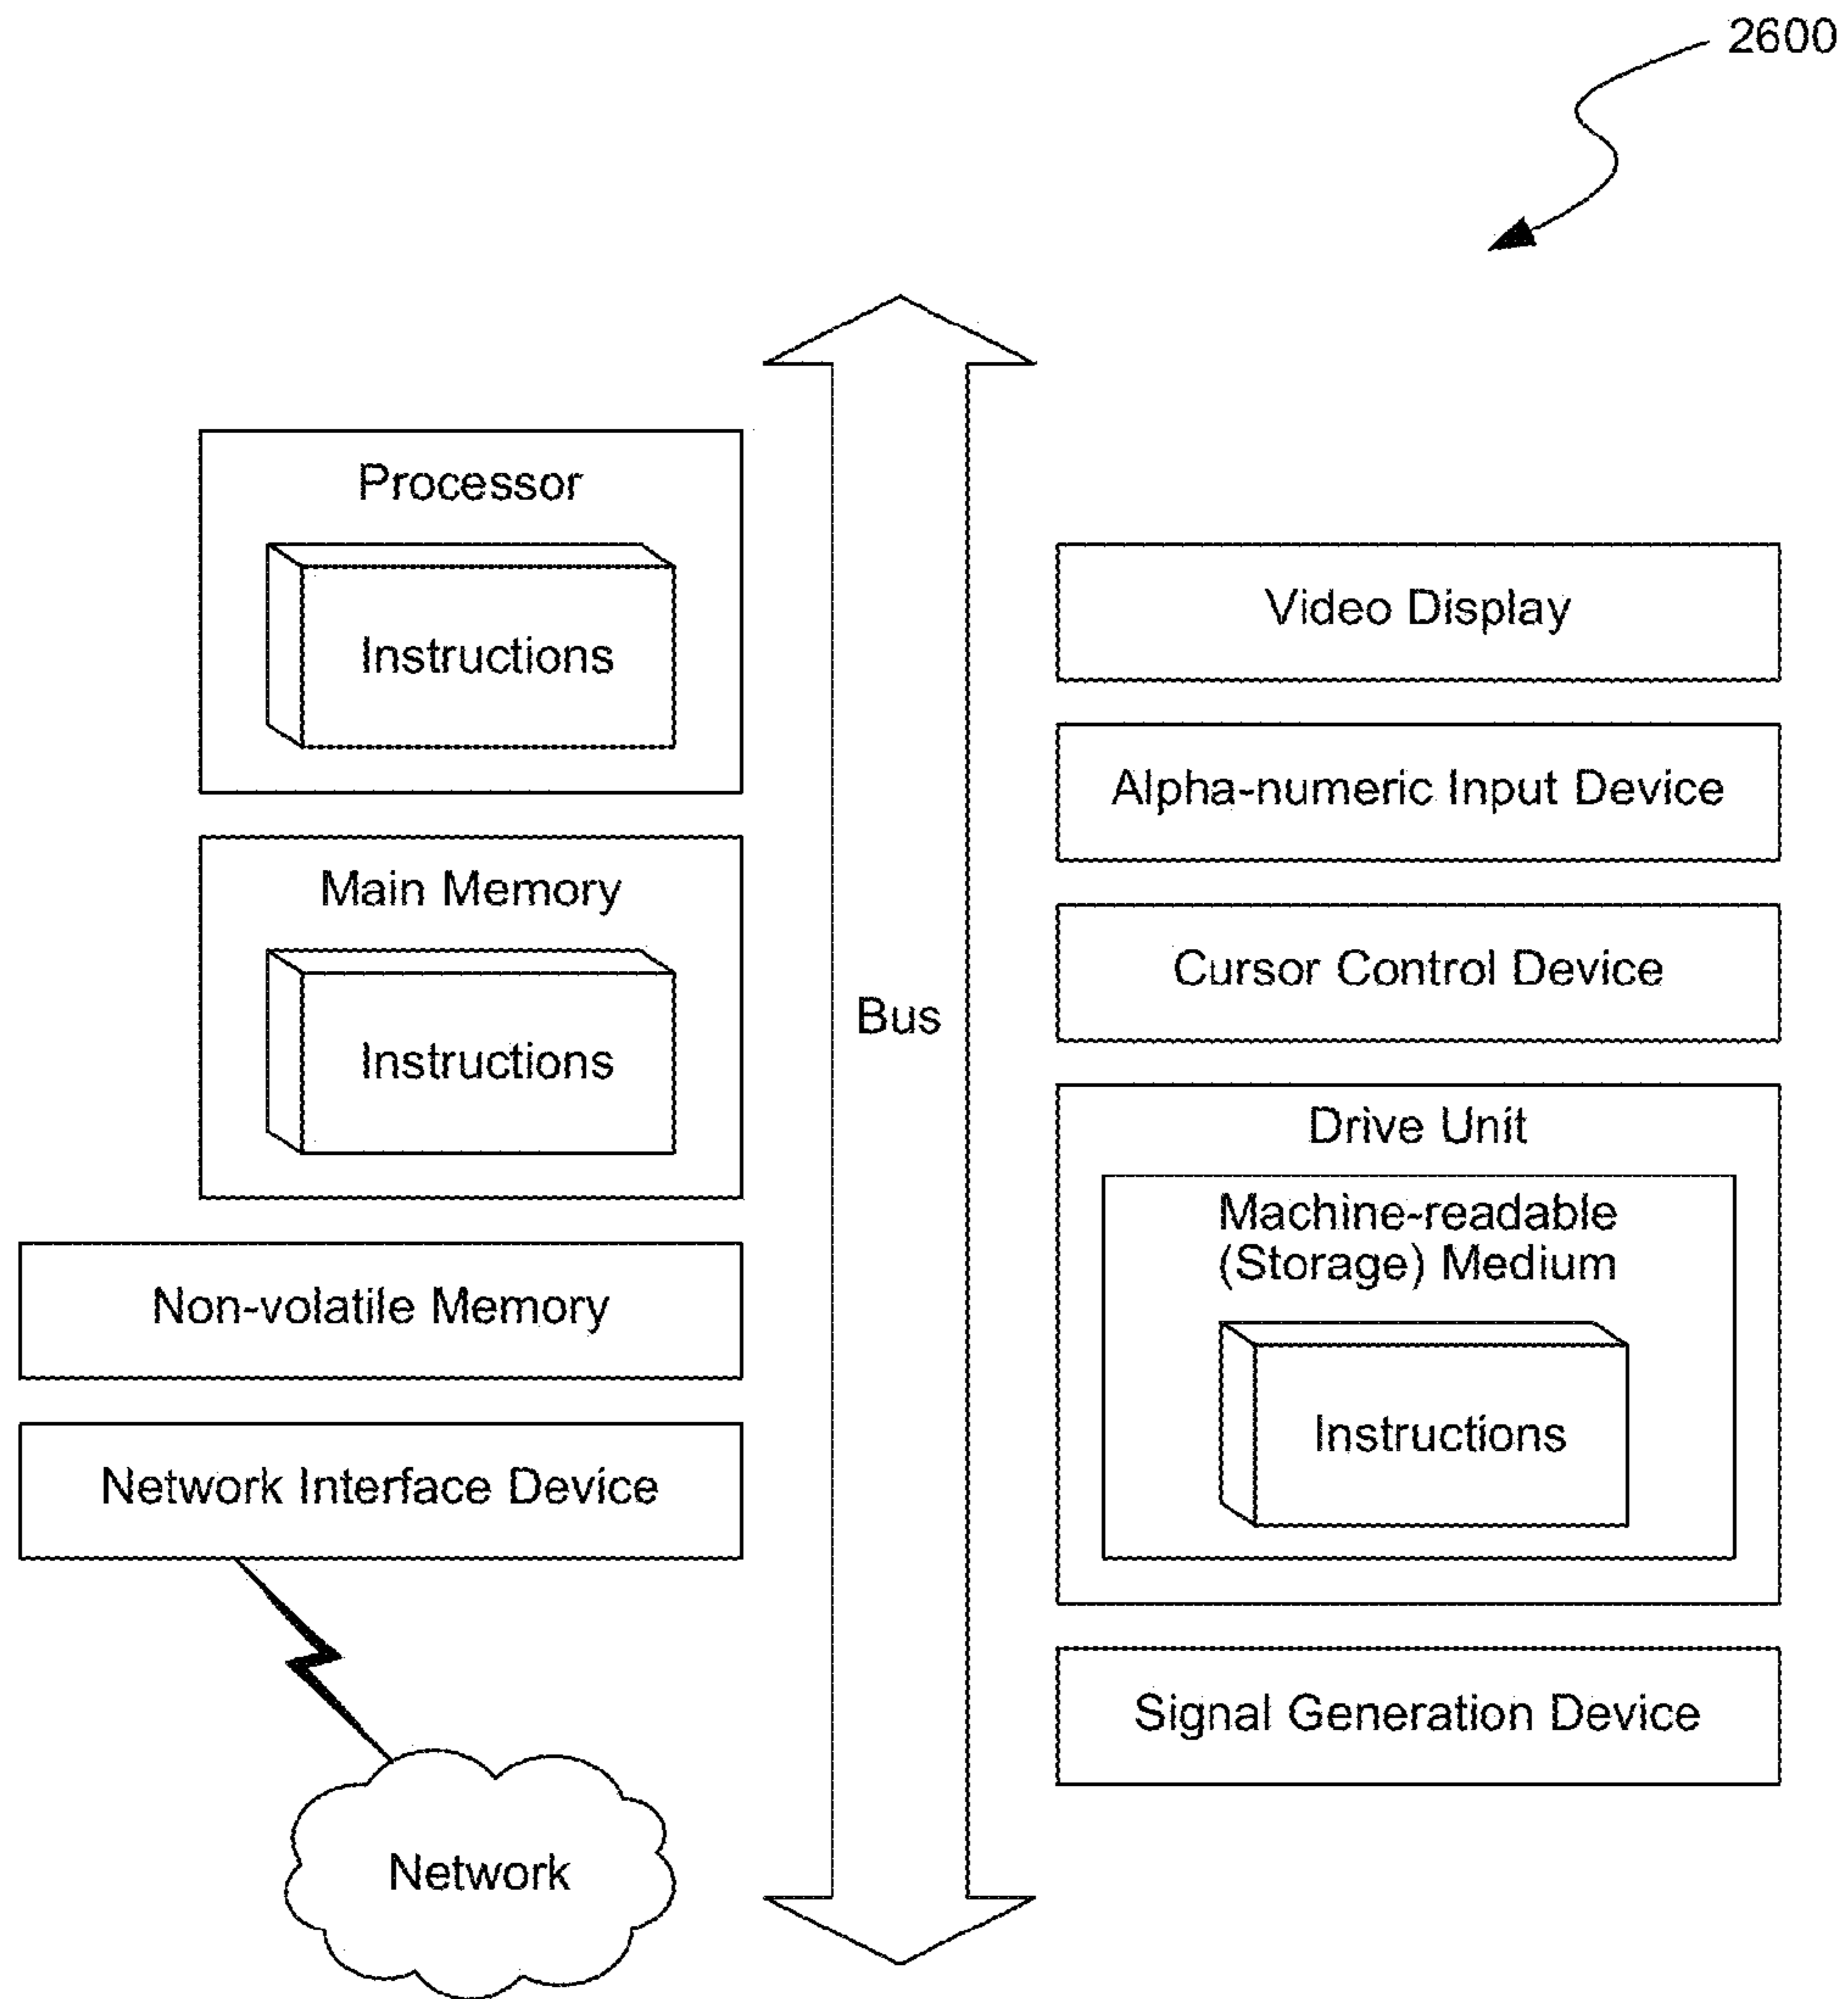 2600
Processor
Instructions
Main Memory
Instructions
Non-volatile Memory
Network Interface Device
Network
Bus
Video Display
Alpha-numeric Input Device
Cursor Control Device
Drive Unit
Machine-readable
(Storage) Medium
Instructions
Signal Generation Device